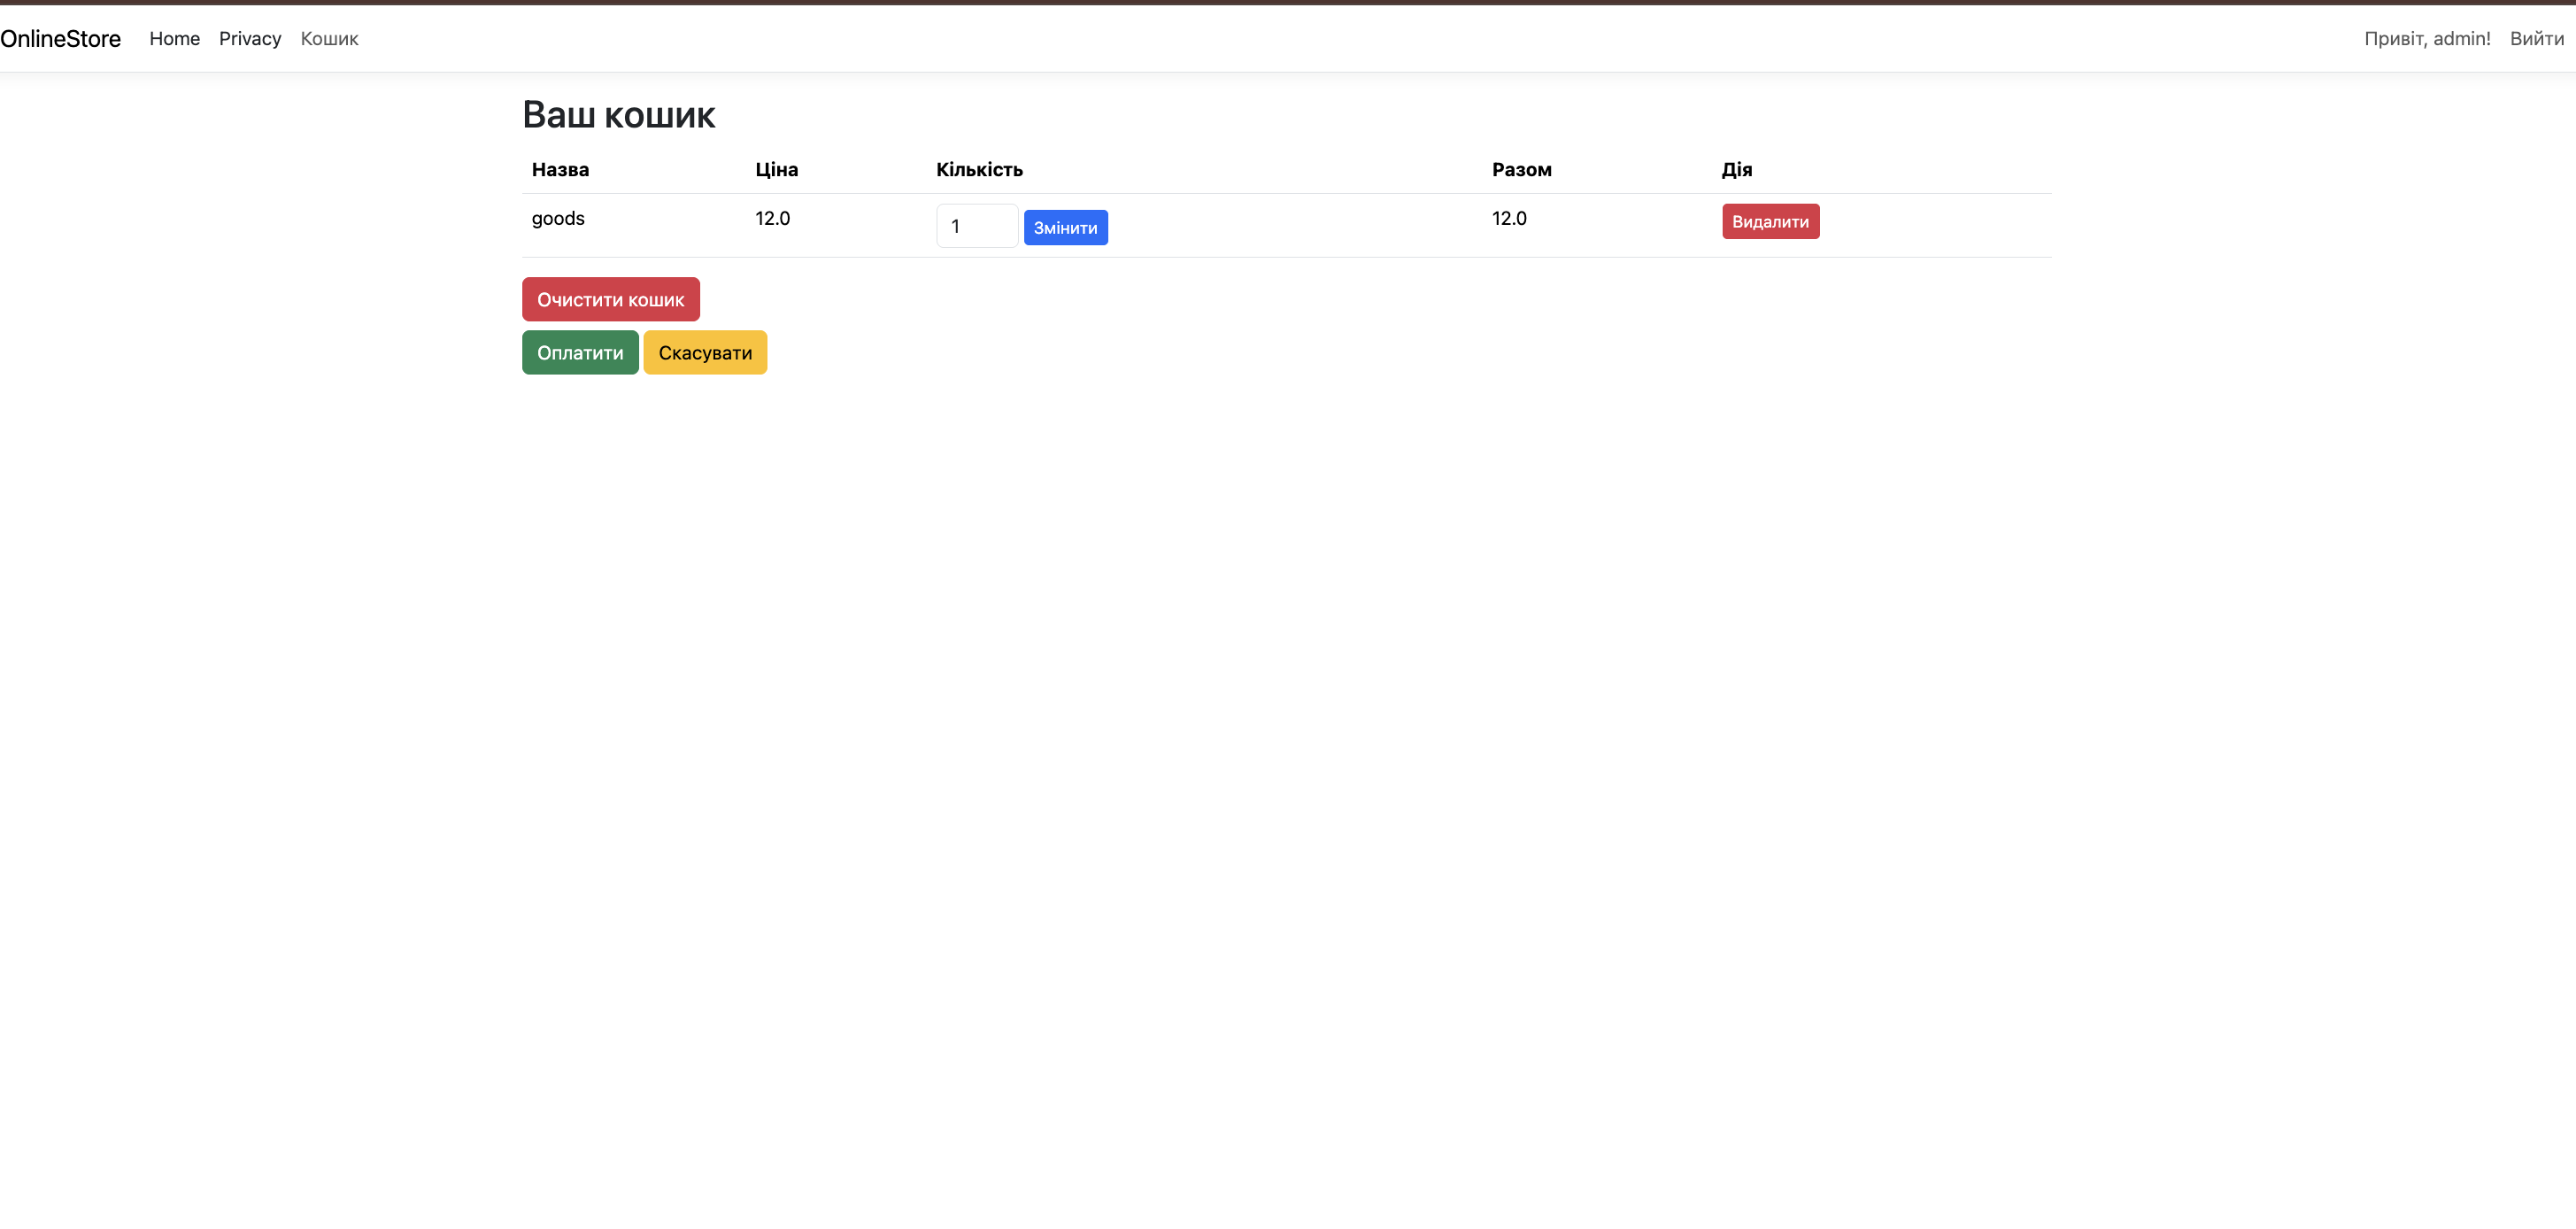 OnlineStore Home Privacy Кошик Привіт, admin! Вийти
Ваш кошик
Назва Ціна Кількість Разом Дія
goods 12.0 1 Змінити 12.0 Видалити
Очистити кошик
Оплатити Скасувати